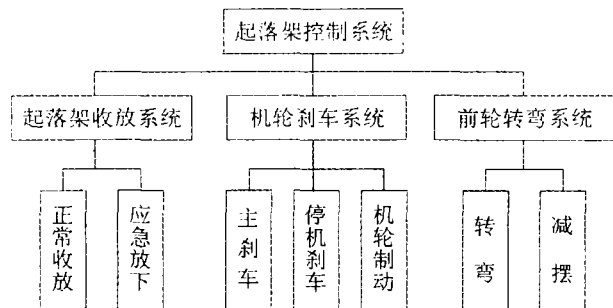 起落架控制系统
起落架收放系统
机轮刹车系统
前轮转弯系统
正常收放
应急放下
主刹车
停机刹车
机轮制动
转弯
减摆